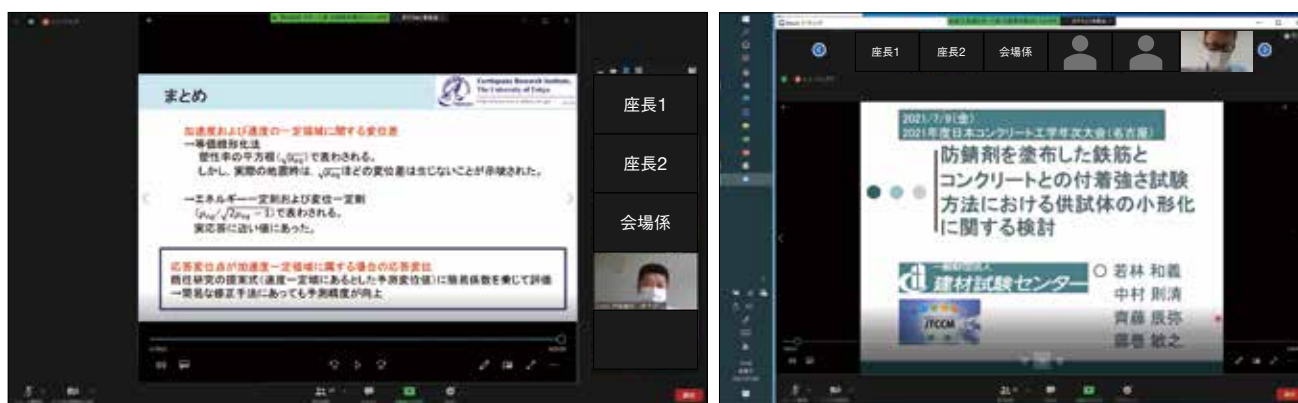 まとめ
Earthquake Research Institute,
The University of Tokyo
加速度および速度の一定領域に関する変位差
→等価線形化法
塑性率の平方根(√μeq)で表わされる。
しかし、実際の地震時は、√μeqほどの変位差は生じないことが示唆された。
→エネルギー一定則および変位一定則
(μeq/√2μeq − 1)で表わされる。
実応答に近い値にあった。
応答変位点が加速度一定領域に属する場合の応答変位
既往研究の提案式(速度一定域にあるとした予測変位値)に簡易係数を乗じて評価
→簡易な修正手法にあっても予測精度が向上
座長1
座長2
会場係
座長1
座長2
会場係
2021/7/9(金)
2021年度日本コンクリート工学年次大会(名古屋)
防錆剤を塗布した鉄筋と
コンクリートとの付着強さ試験
方法における供試体の小形化
に関する検討
一般財団法人
建材試験センター
JTCCM
○ 若林 和義
中村 則清
齊藤 辰弥
藤巻 敏之